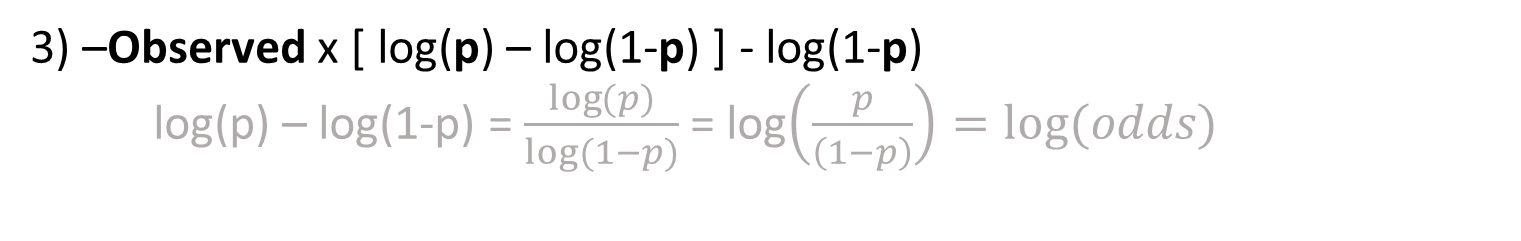 3) –Observed x [ log(p) – log(1-p) ] - log(1-p)
log(p) – log(1-p) = log(p)/log(1−p) = log(p/(1−p)) = log(odds)